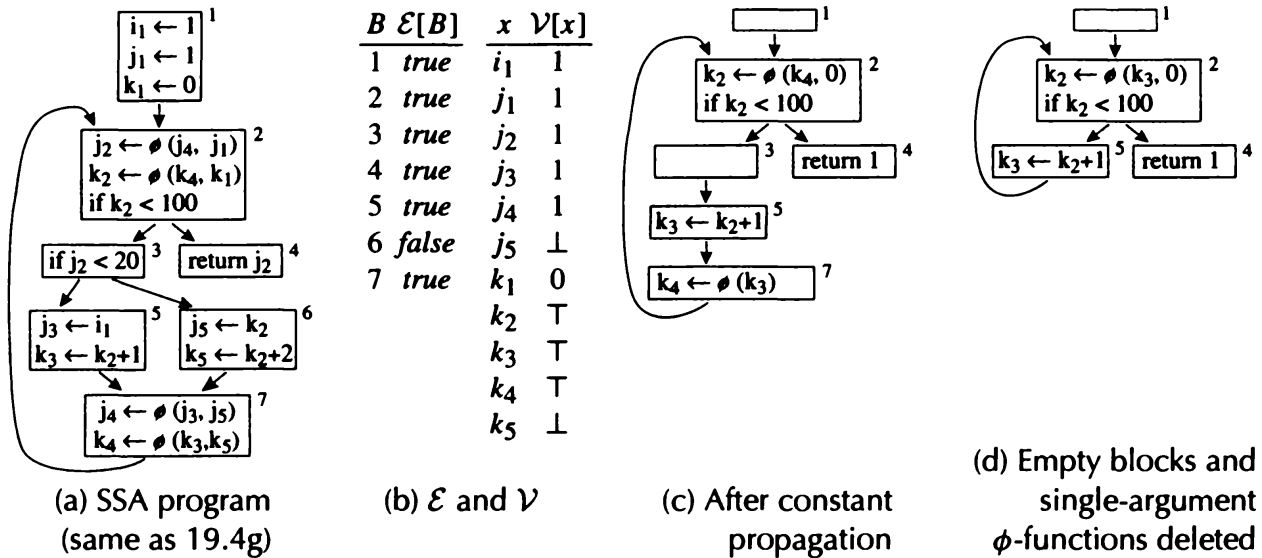 i₁ ← 1 1
j₁ ← 1
k₁ ← 0
j₂ ← ϕ (j₄, j₁) 2
k₂ ← ϕ (k₄, k₁)
if k₂ < 100
if j₂ < 20 3
return j₂ 4
j₃ ← i₁ 5
k₃ ← k₂+1
j₅ ← k₂ 6
k₅ ← k₂+2
j₄ ← ϕ (j₃, j₅) 7
k₄ ← ϕ (k₃,k₅)
(a) SSA program
(same as 19.4g)
B ℰ[B]
1 true
2 true
3 true
4 true
5 true
6 false
7 true
x 𝒱[x]
i₁ 1
j₁ 1
j₂ 1
j₃ 1
j₄ 1
j₅ ⊥
k₁ 0
k₂ ⊤
k₃ ⊤
k₄ ⊤
k₅ ⊥
(b) ℰ and 𝒱
1
k₂ ← ϕ (k₄, 0) 2
if k₂ < 100
3
return 1 4
k₃ ← k₂+1 5
k₄ ← ϕ (k₃) 7
(c) After constant
propagation
1
k₂ ← ϕ (k₃, 0) 2
if k₂ < 100
k₃ ← k₂+1 5
return 1 4
(d) Empty blocks and
single-argument
ϕ-functions deleted